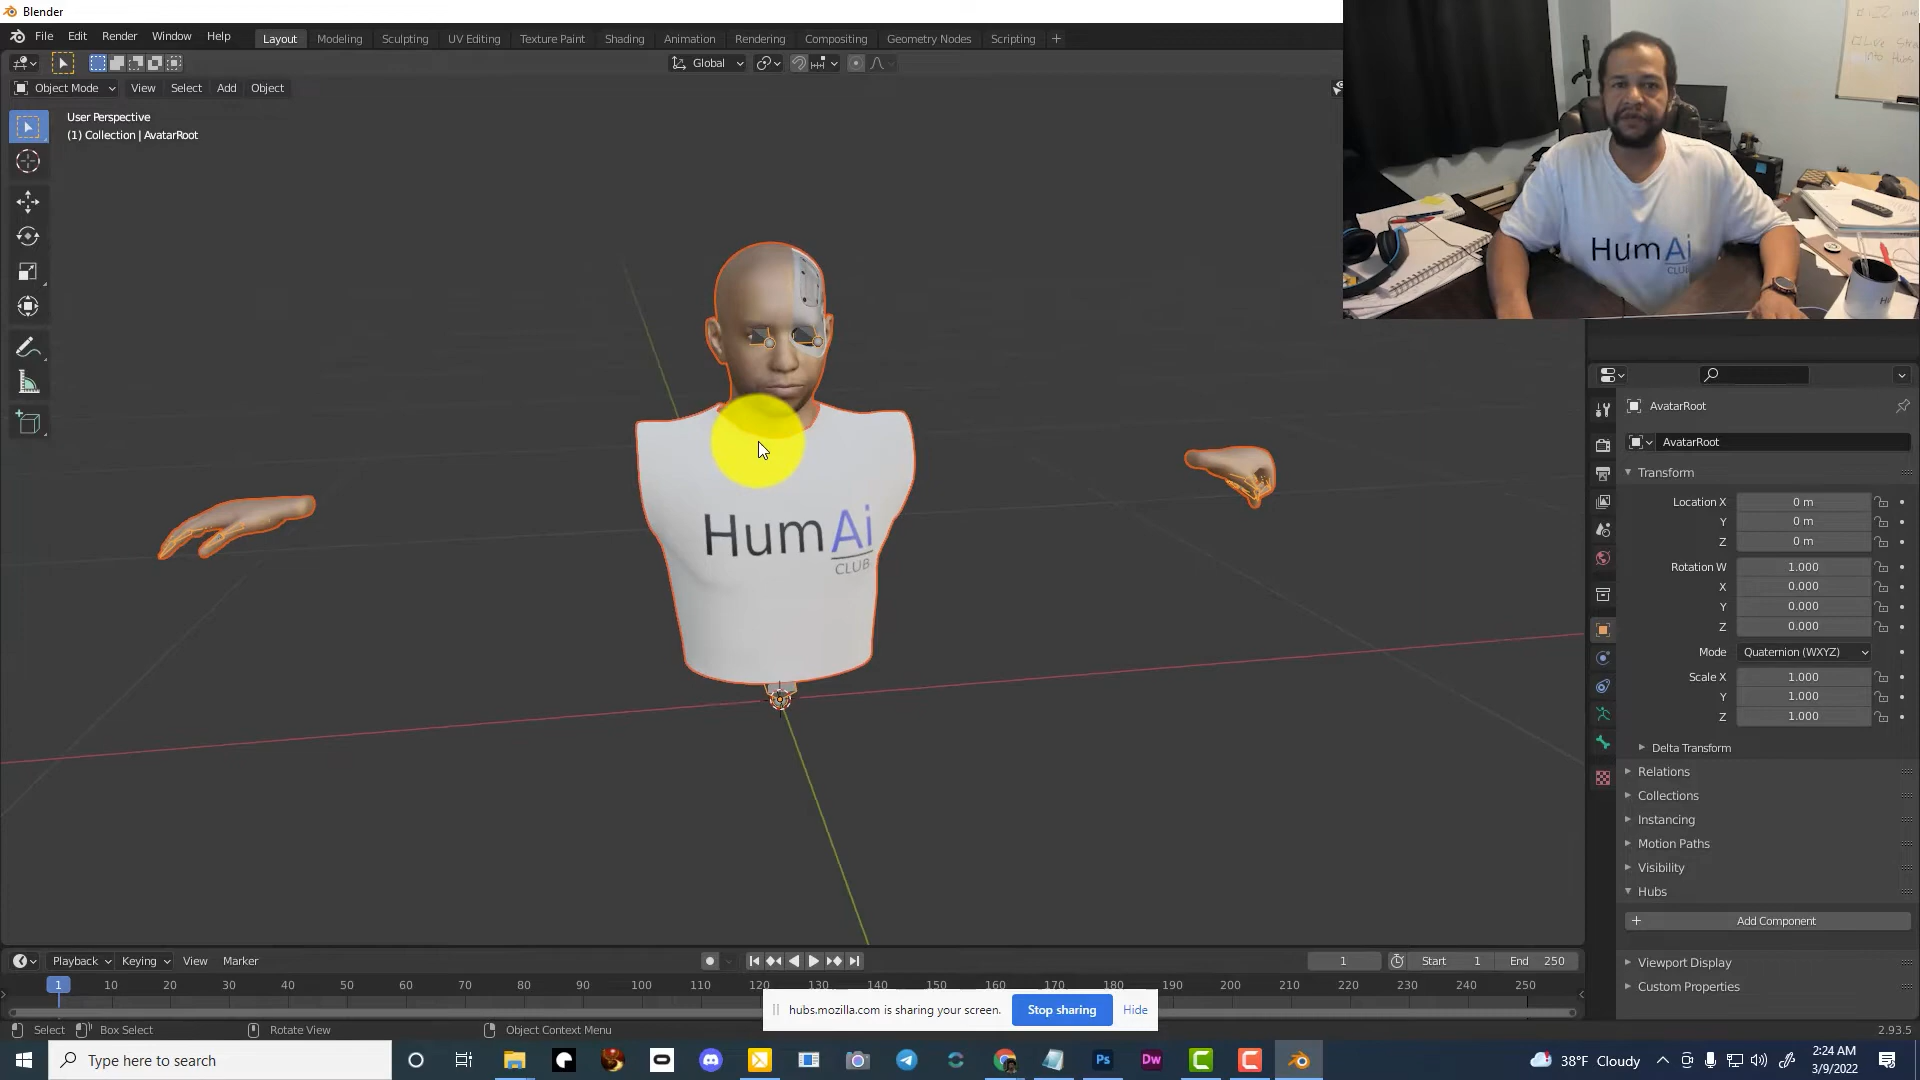 Blender
File Edit Render Window Help Layout Modeling Sculpting UV Editing Texture Paint Shading Animation Rendering Compositing Geometry Nodes Scripting +
Global
Object Mode View Select Add Object
User Perspective
(1) Collection | AvatarRoot
HumAi
CLUB
HumAi
CLUB
Live
into Hubs
AvatarRoot
AvatarRoot
Transform
Location X 0 m
Y 0 m
Z 0 m
Rotation W 1.000
X 0.000
Y 0.000
Z 0.000
Mode Quaternion (WXYZ)
Scale X 1.000
Y 1.000
Z 1.000
Delta Transform
Relations
Collections
Instancing
Motion Paths
Visibility
Hubs
+ Add Component
Viewport Display
Custom Properties
Playback Keying View Marker
1 Start 1 End 250
1 10 20 30 40 50 60 70 80 90 100 110 120 130 140 150 160 170 180 190 200 210 220 230 240 250
hubs.mozilla.com is sharing your screen. Stop sharing Hide
Select Box Select Rotate View Object Context Menu
2.93.5
Type here to search
Ps
Dw
38°F Cloudy
2:24 AM
3/9/2022